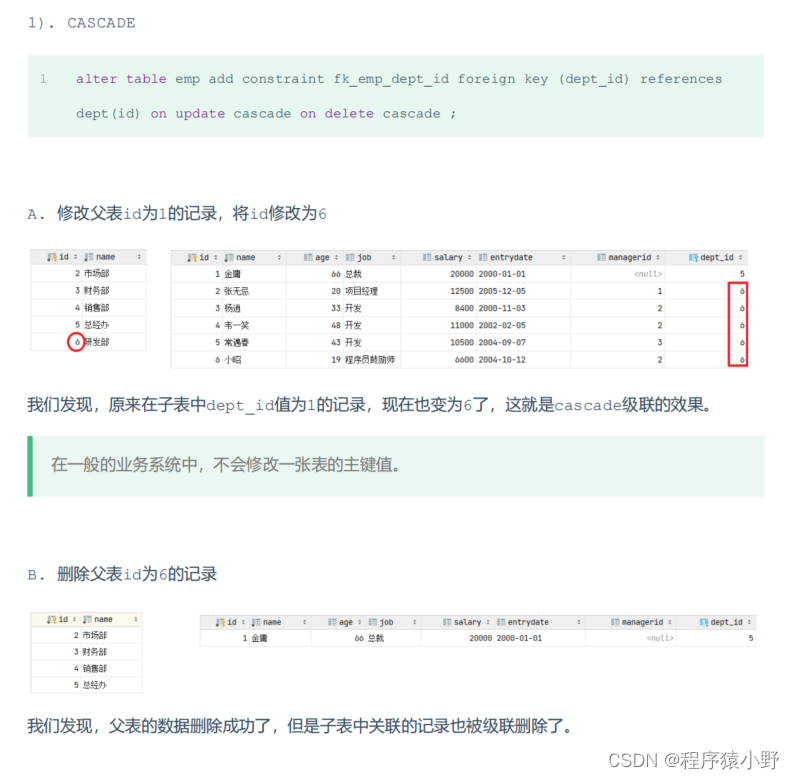 1). CASCADE
1 alter table emp add constraint fk_emp_dept_id foreign key (dept_id) references
dept(id) on update cascade on delete cascade ;
A. 修改父表id为1的记录，将id修改为6
id name
2 市场部
3 财务部
4 销售部
5 总经办
6 研发部
id name age job salary entrydate managerid dept_id
1 金庸 66 总裁 20000 2000-01-01 <null> 5
2 张无忌 20 项目经理 12500 2005-12-05 1 6
3 杨逍 33 开发 8400 2000-11-03 2 6
4 韦一笑 48 开发 11000 2002-02-05 2 6
5 常遇春 43 开发 10500 2004-09-07 3 6
6 小昭 19 程序员鼓励师 6600 2004-10-12 2 6
我们发现，原来在子表中dept_id值为1的记录，现在也变为6了，这就是cascade级联的效果。
在一般的业务系统中，不会修改一张表的主键值。
B. 删除父表id为6的记录
id name
2 市场部
3 财务部
4 销售部
5 总经办
id name age job salary entrydate managerid dept_id
1 金庸 66 总裁 20000 2000-01-01 <null> 5
我们发现，父表的数据删除成功了，但是子表中关联的记录也被级联删除了。
CSDN @程序猿小野